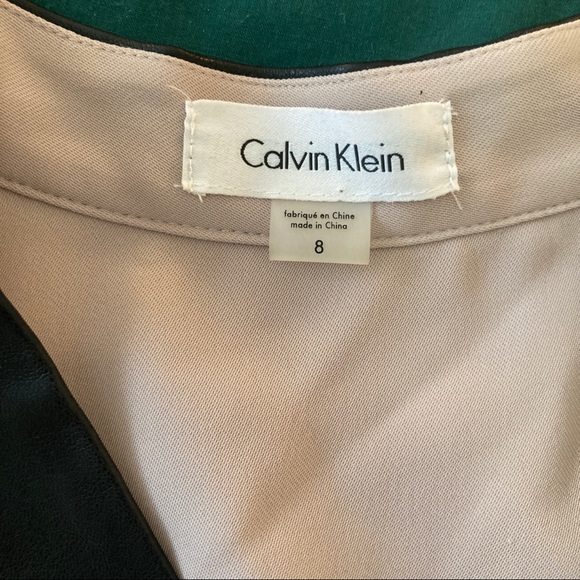 Calvin Klein
fabriqué en Chine
made in China
8